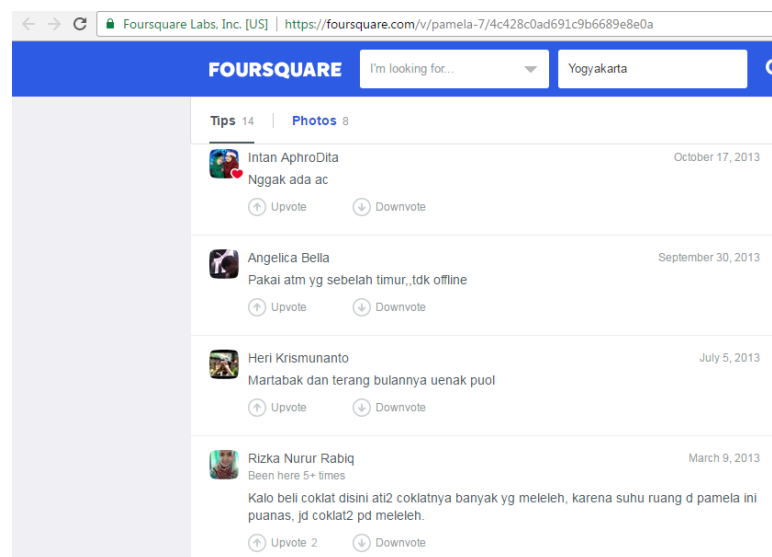 Foursquare Labs, Inc. [US] | https://foursquare.com/v/pamela-7/4c428c0ad691c9b6689e8e0a
FOURSQUARE I'm looking for... Yogyakarta
Tips 14 Photos 8
Intan AphroDita October 17, 2013
Nggak ada ac
Upvote Downvote
Angelica Bella September 30, 2013
Pakai atm yg sebelah timur,,tdk offline
Upvote Downvote
Heri Krismunanto July 5, 2013
Martabak dan terang bulannya uenak puol
Upvote Downvote
Rizka Nurur Rabiq March 9, 2013
Been here 5+ times
Kalo beli coklat disini ati2 coklatnya banyak yg meleleh, karena suhu ruang d pamela ini
puanas, jd coklat2 pd meleleh.
Upvote 2 Downvote